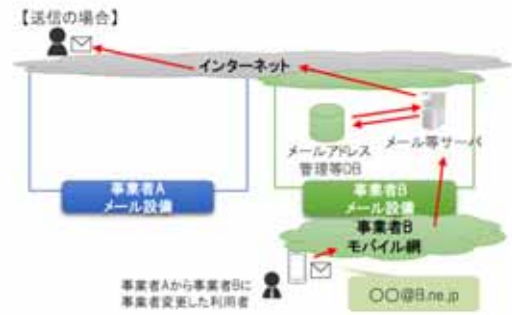 【送信の場合】
インターネット
メールアドレス
管理等DB
メール等サーバ
事業者A
メール設備
事業者B
メール設備
事業者B
モバイル網
事業者Aから事業者Bに
事業者変更した利用者
〇〇@B.ne.jp